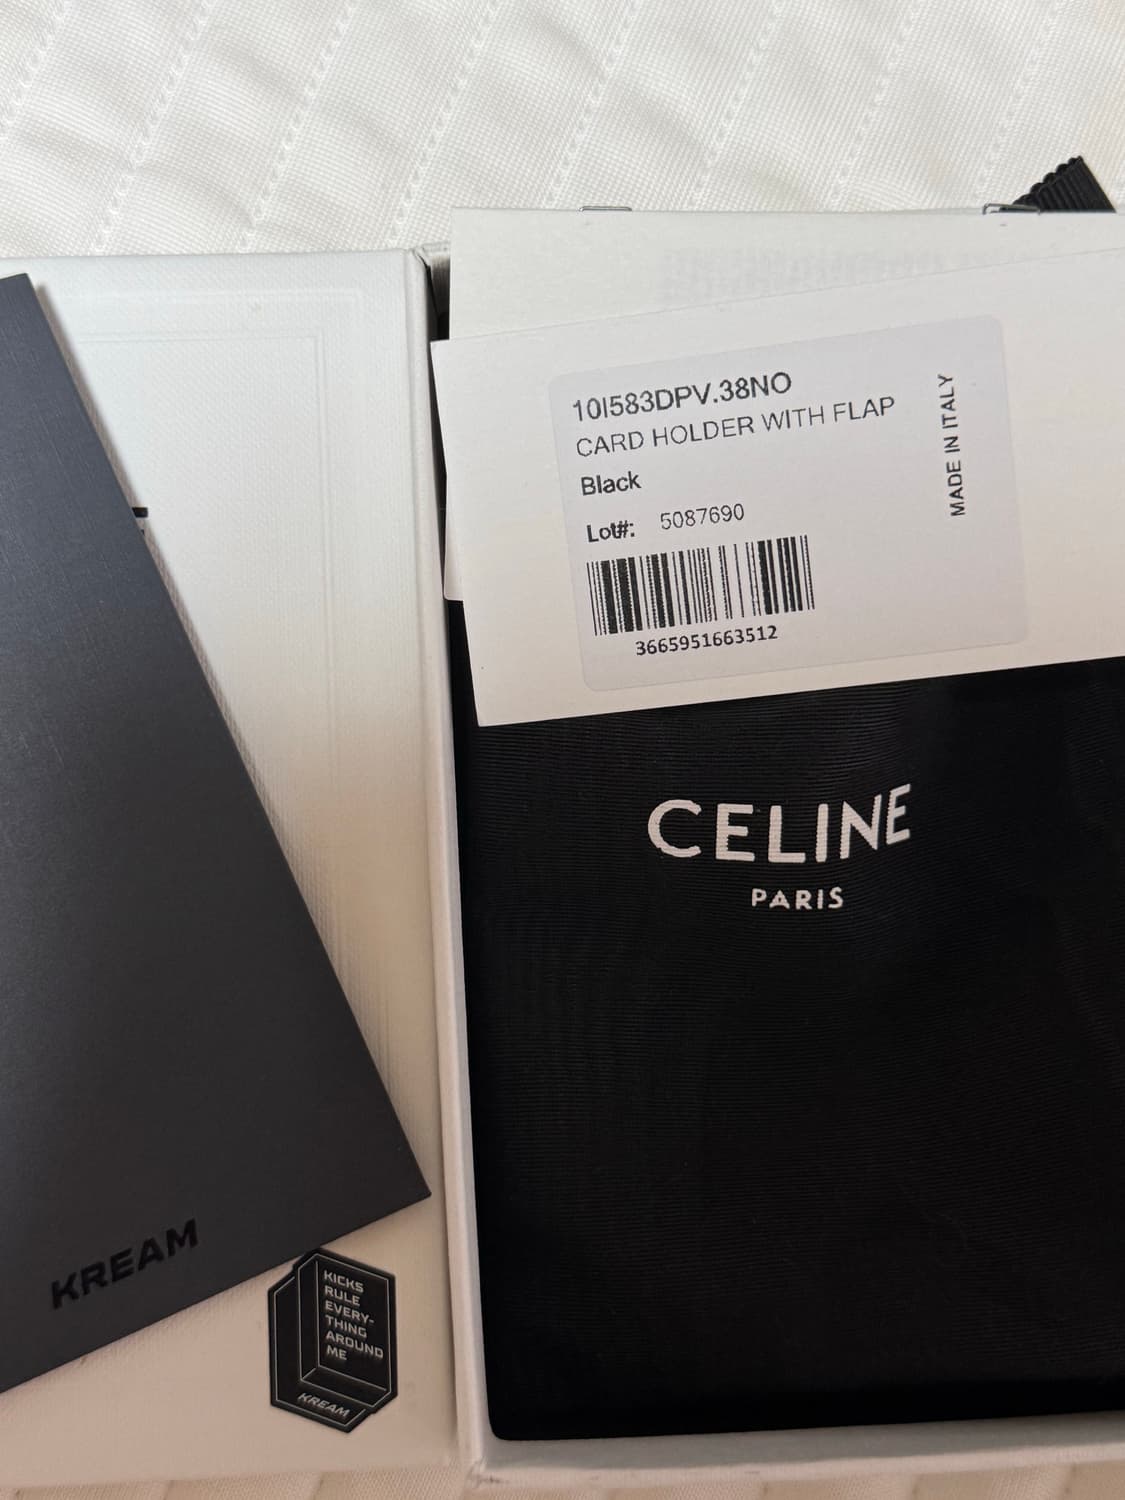 10I583DPV.38NO
CARD HOLDER WITH FLAP
Black
Lot#: 5087690
3665951663512
MADE IN ITALY
CELINE
PARIS
KREAM
KICKS
RULE
EVERY-
THING
AROUND
ME
KREAM